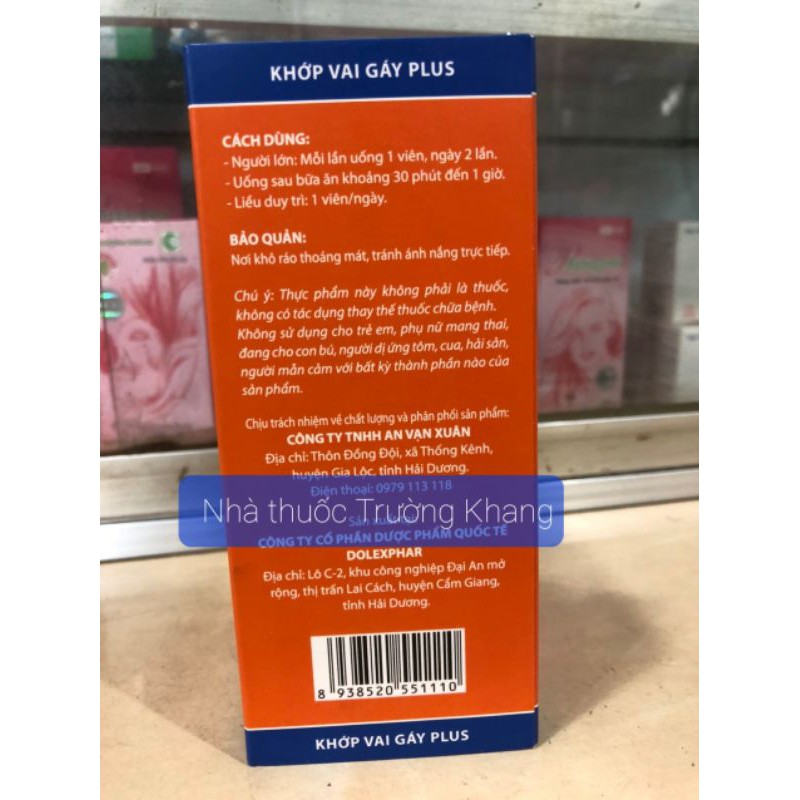 KHỚP VAI GÁY PLUS
CÁCH DÙNG:
- Người lớn: Mỗi lần uống 1 viên, ngày 2 lần.
- Uống sau bữa ăn khoảng 30 phút đến 1 giờ.
- Liều duy trì: 1 viên/ngày.
BẢO QUẢN:
Nơi khô ráo thoáng mát, tránh ánh nắng trực tiếp.
Chú ý: Thực phẩm này không phải là thuốc,
không có tác dụng thay thế thuốc chữa bệnh.
Không sử dụng cho trẻ em, phụ nữ mang thai,
đang cho con bú, người dị ứng tôm, cua, hải sản,
người mẫn cảm với bất kỳ thành phần nào của
sản phẩm.
Chịu trách nhiệm về chất lượng và phân phối sản phẩm:
CÔNG TY TNHH AN VẠN XUÂN
Địa chỉ: Thôn Đồng Đội, xã Thống Kênh,
huyện Gia Lộc, tỉnh Hải Dương.
Điện thoại: 0979 113 118
Nhà thuốc Trường Khang
CÔNG TY CỔ PHẦN DƯỢC PHẨM QUỐC TẾ
DOLEXPHAR
Địa chỉ: Lô C-2, khu công nghiệp Đại An mở
rộng, thị trấn Lai Cách, huyện Cẩm Giang,
tỉnh Hải Dương.
8 938520 551110
KHỚP VAI GÁY PLUS